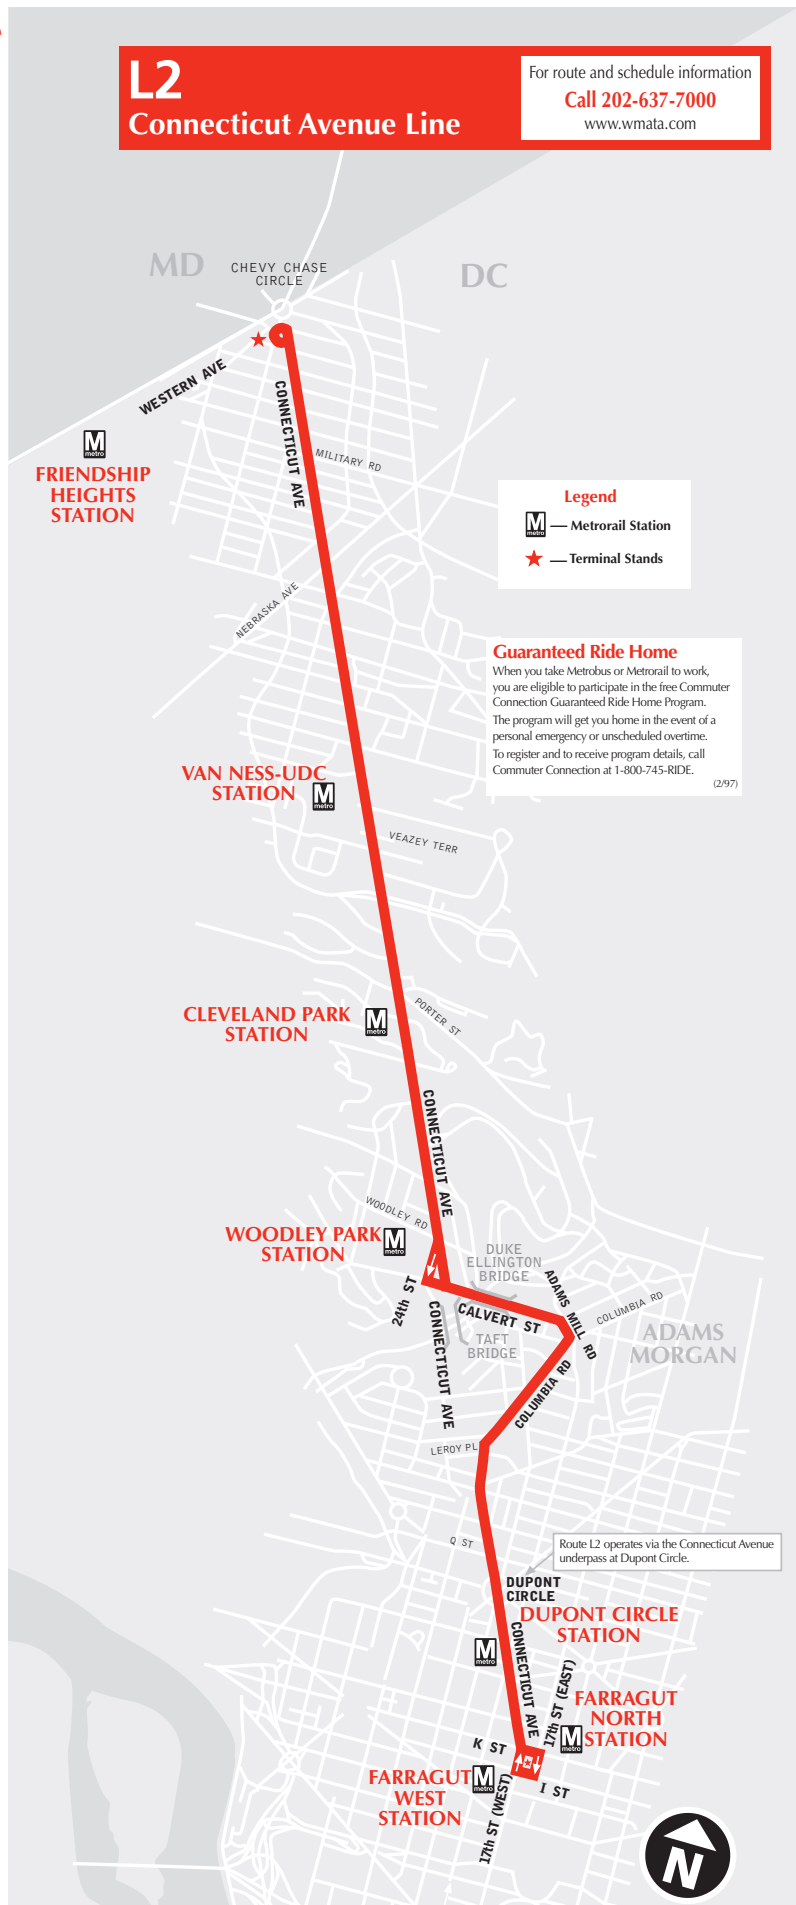 L2
Connecticut Avenue Line
For route and schedule information
Call 202-637-7000
www.wmata.com
MD
DC
CHEVY CHASE
CIRCLE
WESTERN AVE
CONNECTICUT AVE
MILITARY RD
M
metro
FRIENDSHIP
HEIGHTS
STATION
Legend
M
metro
— Metrorail Station
— Terminal Stands
NEBRASKA AVE
Guaranteed Ride Home
When you take Metrobus or Metrorail to work,
you are eligible to participate in the free Commuter
Connection Guaranteed Ride Home Program.
The program will get you home in the event of a
personal emergency or unscheduled overtime.
To register and to receive program details, call
Commuter Connection at 1-800-745-RIDE.
(2/97)
VAN NESS-UDC
STATION
M
metro
VEAZEY TERR
CLEVELAND PARK
STATION
M
metro
PORTER ST
CONNECTICUT AVE
WOODLEY RD
WOODLEY PARK
STATION
M
metro
DUKE
ELLINGTON
BRIDGE
24th ST
CALVERT ST
ADAMS MILL RD
COLUMBIA RD
TAFT
BRIDGE
ADAMS
MORGAN
CONNECTICUT AVE
COLUMBIA RD
LEROY PL
Q ST
Route L2 operates via the Connecticut Avenue
underpass at Dupont Circle.
DUPONT
CIRCLE
DUPONT CIRCLE
STATION
M
metro
CONNECTICUT AVE
17th ST (EAST)
FARRAGUT
NORTH
STATION
M
metro
K ST
FARRAGUT
WEST
STATION
M
metro
I ST
17th ST (WEST)
N